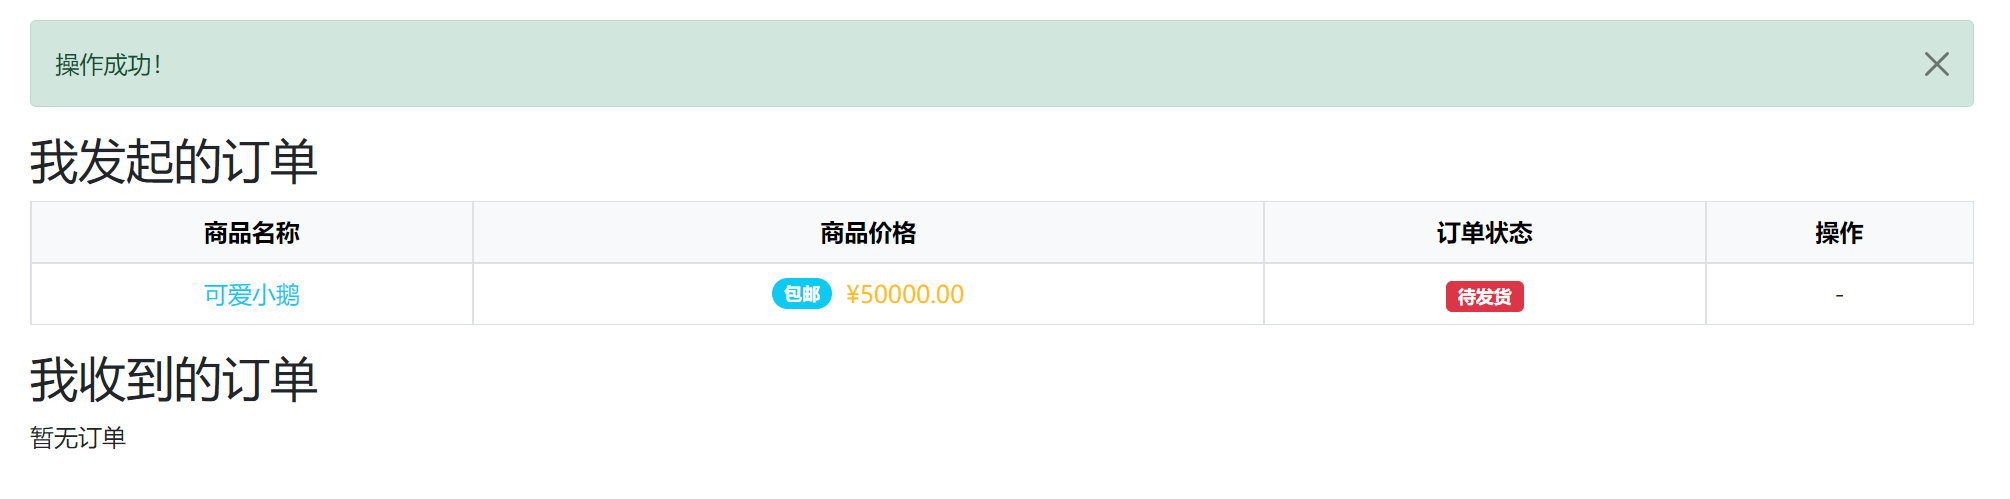 操作成功！
我发起的订单
商品名称 商品价格 订单状态 操作
可爱小鹅 包邮 ¥50000.00 待发货 -
我收到的订单
暂无订单